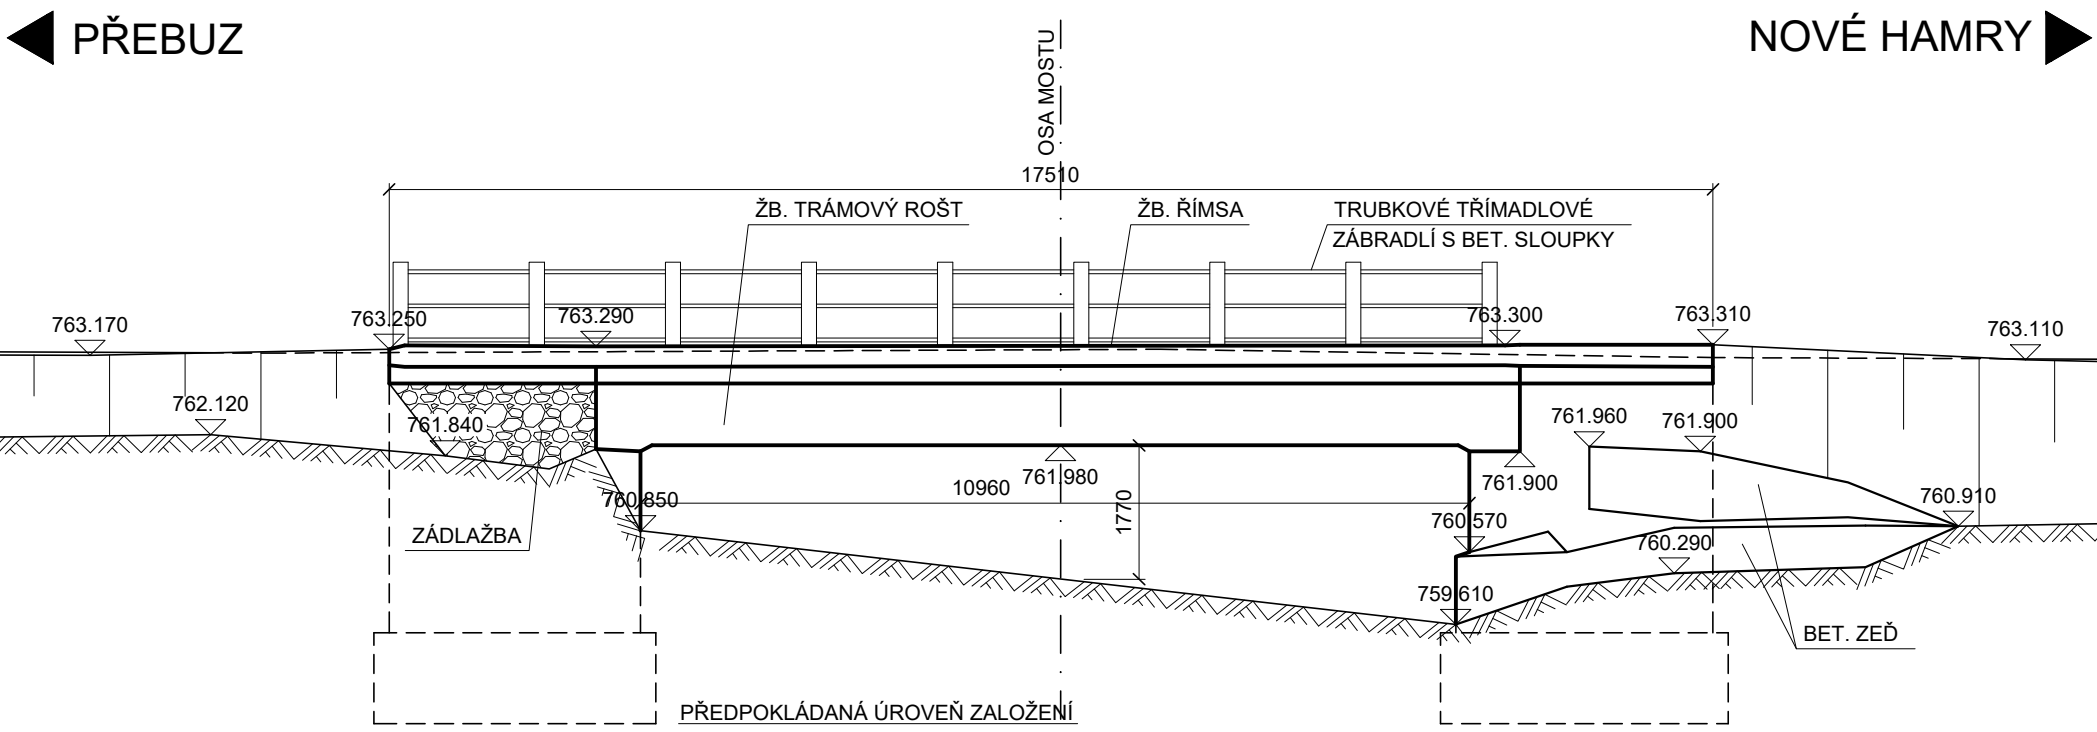 PŘEBUZ
NOVÉ HAMRY
OSA MOSTU
17510
ŽB. TRÁMOVÝ ROŠT
ŽB. ŘÍMSA
TRUBKOVÉ TŘÍMADLOVÉ
ZÁBRADLÍ S BET. SLOUPKY
763.170
763.250
763.290
763.300
763.310
763.110
762.120
761.840
761.960
761.900
761.980
761.900
10960
1770
760.850
760.570
760.910
ZÁDLAŽBA
760.290
759.610
BET. ZEĎ
PŘEDPOKLÁDANÁ ÚROVEŇ ZALOŽENÍ